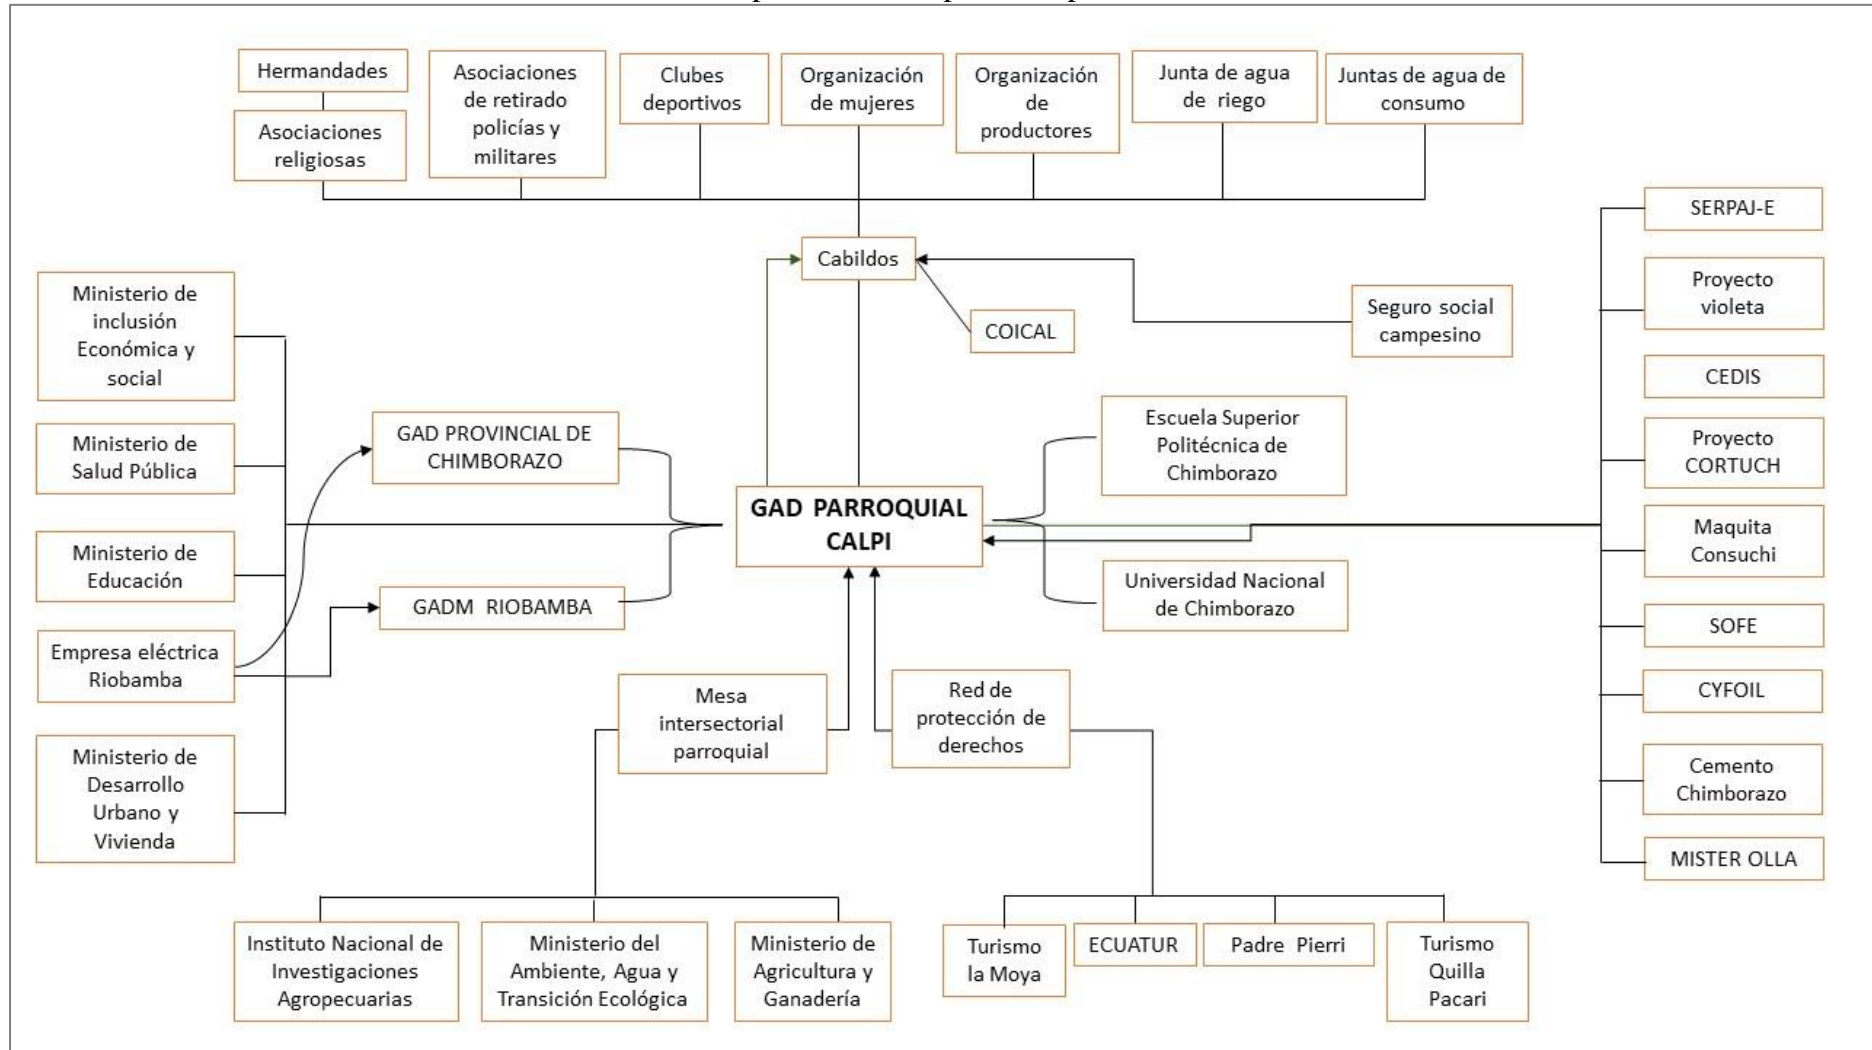 Hermandades
Asociaciones
religiosas
Asociaciones
de retirado
policías y
militares
Clubes
deportivos
Organización
de mujeres
Organización
de
productores
Junta de agua
de riego
Juntas de agua de
consumo
Cabildos
COICAL
Seguro social
campesino
Ministerio de
inclusión
Económica y
social
Ministerio de
Salud Pública
Ministerio de
Educación
Empresa eléctrica
Riobamba
Ministerio de
Desarrollo
Urbano y
Vivienda
GAD PROVINCIAL DE
CHIMBORAZO
GADM RIOBAMBA
GAD PARROQUIAL
CALPI
Escuela Superior
Politécnica de
Chimborazo
Universidad Nacional
de Chimborazo
SERPAJ-E
Proyecto
violeta
CEDIS
Proyecto
CORTUCH
Maquita
Consuchi
SOFE
CYFOIL
Cemento
Chimborazo
MISTER OLLA
Mesa
intersectorial
parroquial
Red de
protección de
derechos
Instituto Nacional de
Investigaciones
Agropecuarias
Ministerio del
Ambiente, Agua y
Transición Ecológica
Ministerio de
Agricultura y
Ganadería
Turismo
la Moya
ECUATUR
Padre Pierri
Turismo
Quilla
Pacari